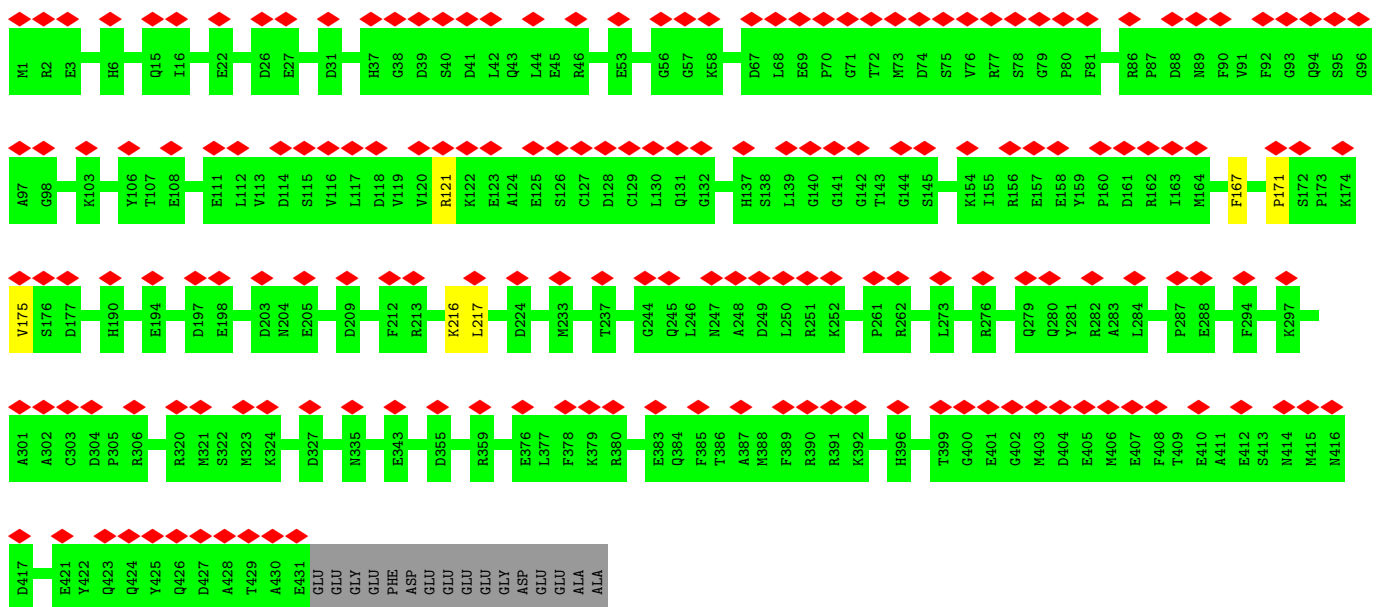 M1 R2 E3 H6 Q15 I16 E22 D26 E27 D31 H37 G38 D39 S40 D41 L42 Q43 L44 E45 R46 E53 G56 G57 K58 D67 L68 E69 P70 G71 T72 M73 D74 S75 V76 R77 S78 G79 P80 F81 R86 P87 D88 N89 F90 V91 F92 G93 Q94 S95 G96
A97 G98 K103 Y106 T107 E108 E111 L112 V113 D114 S115 V116 L117 D118 V119 V120 R121 K122 E123 A124 E125 S126 C127 D128 C129 L130 Q131 G132 H137 S138 L139 G140 G141 G142 T143 G144 S145 K154 I155 R156 E157 E158 Y159 P160 D161 R162 I163 M164 F167 P171 S172 P173 K174
V175 S176 D177 H190 E194 D197 E198 D203 N204 E205 D209 F212 R213 K216 L217 D224 M233 T237 G244 Q245 L246 N247 A248 D249 L250 R251 K252 P261 R262 L273 R276 Q279 Q280 Y281 R282 A283 L284 P287 E288 F294 K297
A301 A302 C303 D304 P305 R306 R320 M321 S322 M323 K324 D327 N335 E343 D355 R359 E376 L377 F378 K379 R380 E383 Q384 F385 T386 A387 M388 F389 R390 R391 K392 H396 T399 G400 E401 G402 M403 D404 E405 M406 E407 F408 T409 E410 A411 E412 S413 N414 M415 N416
D417 E421 Y422 Q423 Q424 Y425 Q426 D427 A428 T429 A430 E431 GLU GLU GLY GLU PHE ASP GLU GLU GLU GLU GLY ASP GLU GLU ALA ALA